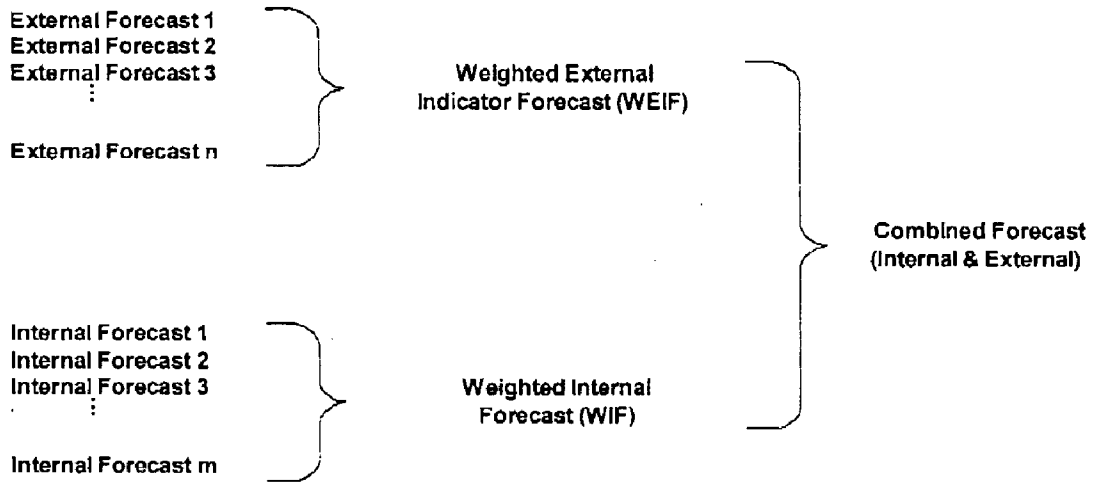 External Forecast 1
External Forecast 2
External Forecast 3
⋮
External Forecast n
Weighted External
Indicator Forecast (WEIF)
Combined Forecast
(Internal & External)
Internal Forecast 1
Internal Forecast 2
Internal Forecast 3
⋮
Internal Forecast m
Weighted Internal
Forecast (WIF)